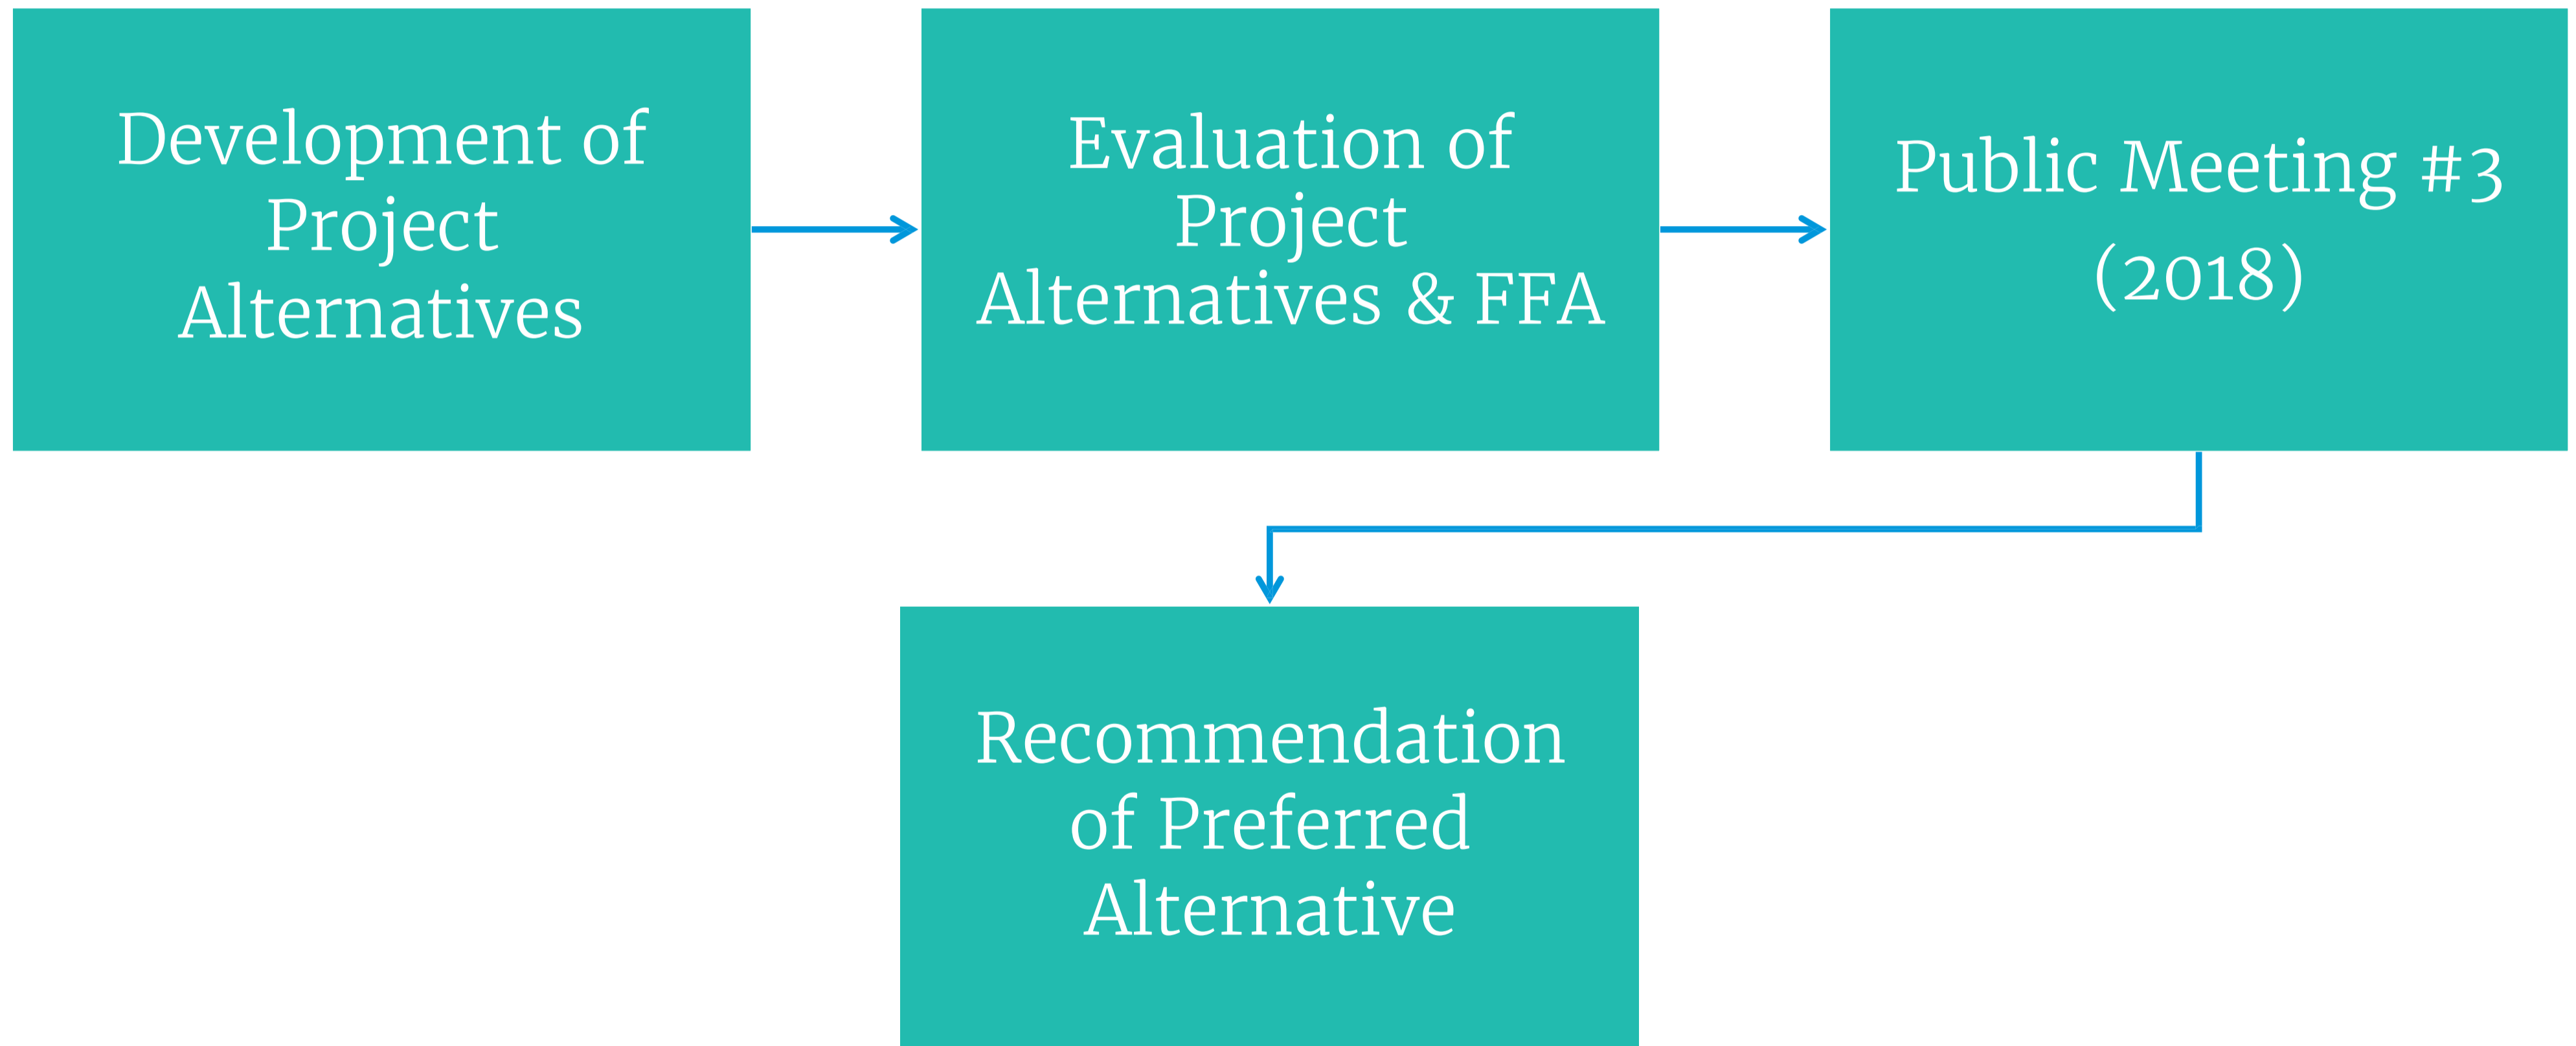 Development of
Project
Alternatives
Evaluation of
Project
Alternatives & FFA
Public Meeting #3
(2018)
Recommendation
of Preferred
Alternative